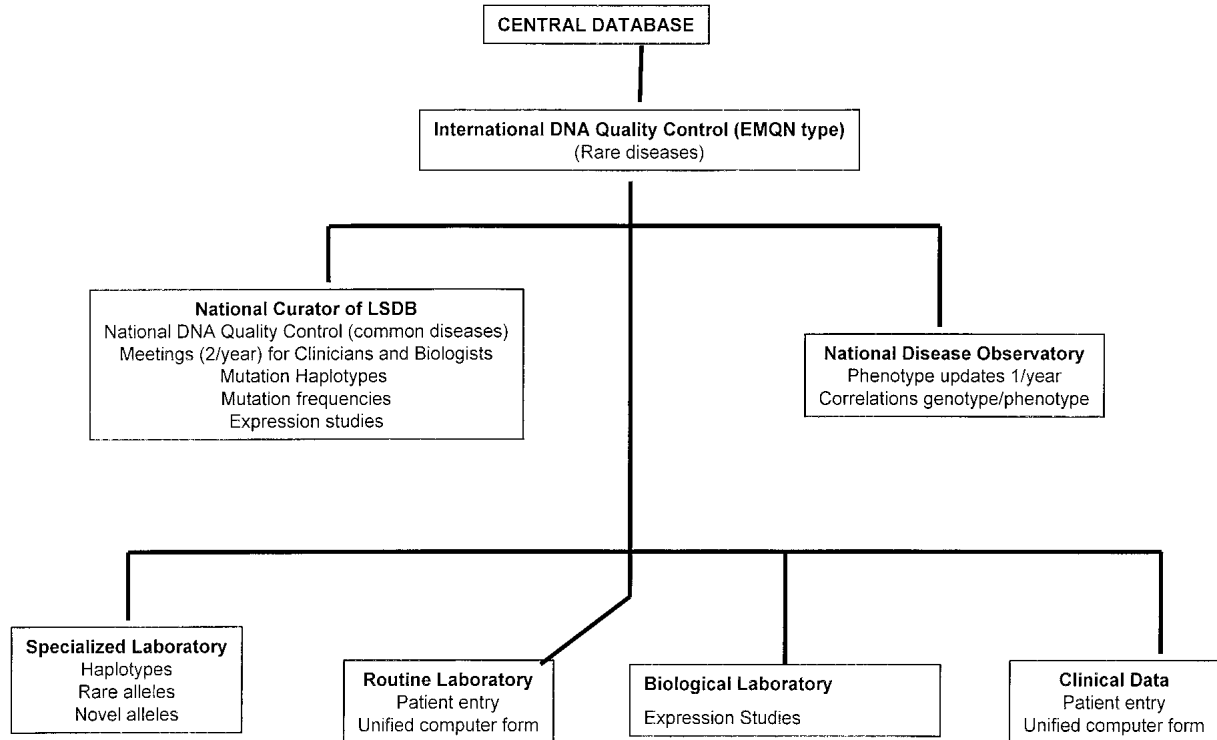 CENTRAL DATABASE
International DNA Quality Control (EMQN type)
(Rare diseases)
National Curator of LSDB
National DNA Quality Control (common diseases)
Meetings (2/year) for Clinicians and Biologists
Mutation Haplotypes
Mutation frequencies
Expression studies
National Disease Observatory
Phenotype updates 1/year
Correlations genotype/phenotype
Specialized Laboratory
Haplotypes
Rare alleles
Novel alleles
Routine Laboratory
Patient entry
Unified computer form
Biological Laboratory
Expression Studies
Clinical Data
Patient entry
Unified computer form